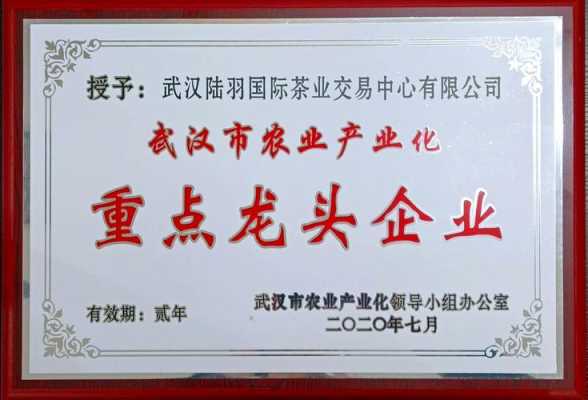 授予：武汉陆羽国际茶业交易中心有限公司
武汉市农业产业化
重点龙头企业
有效期：贰年
武汉市农业产业化领导小组办公室
二〇二〇年七月